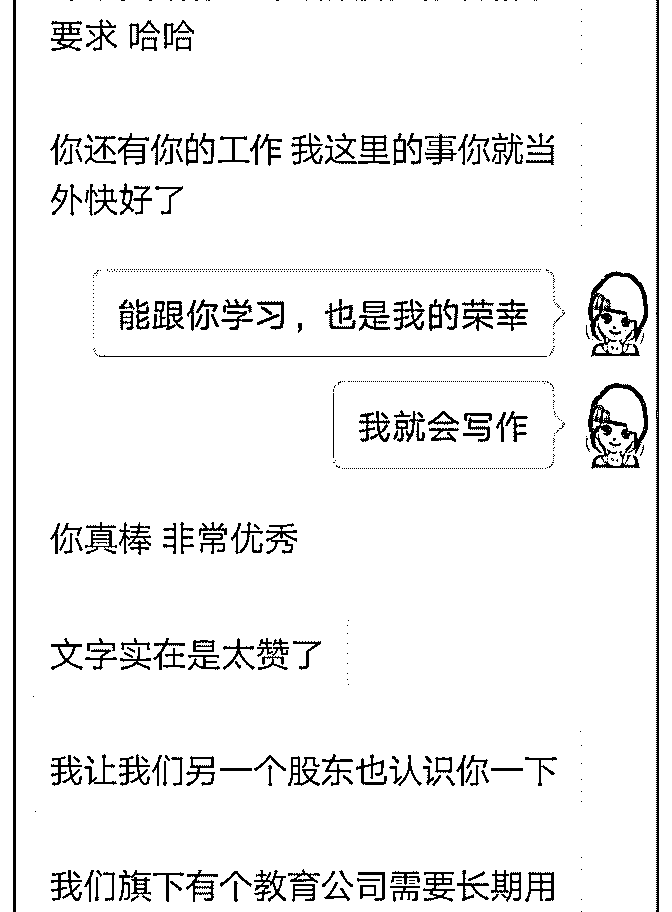 要求 哈哈
你还有你的工作 我这里的事你就当
外快好了
能跟你学习，也是我的荣幸
我就会写作
你真棒 非常优秀
文字实在是太赞了
我让我们另一个股东也认识你一下
我们旗下有个教育公司需要长期用